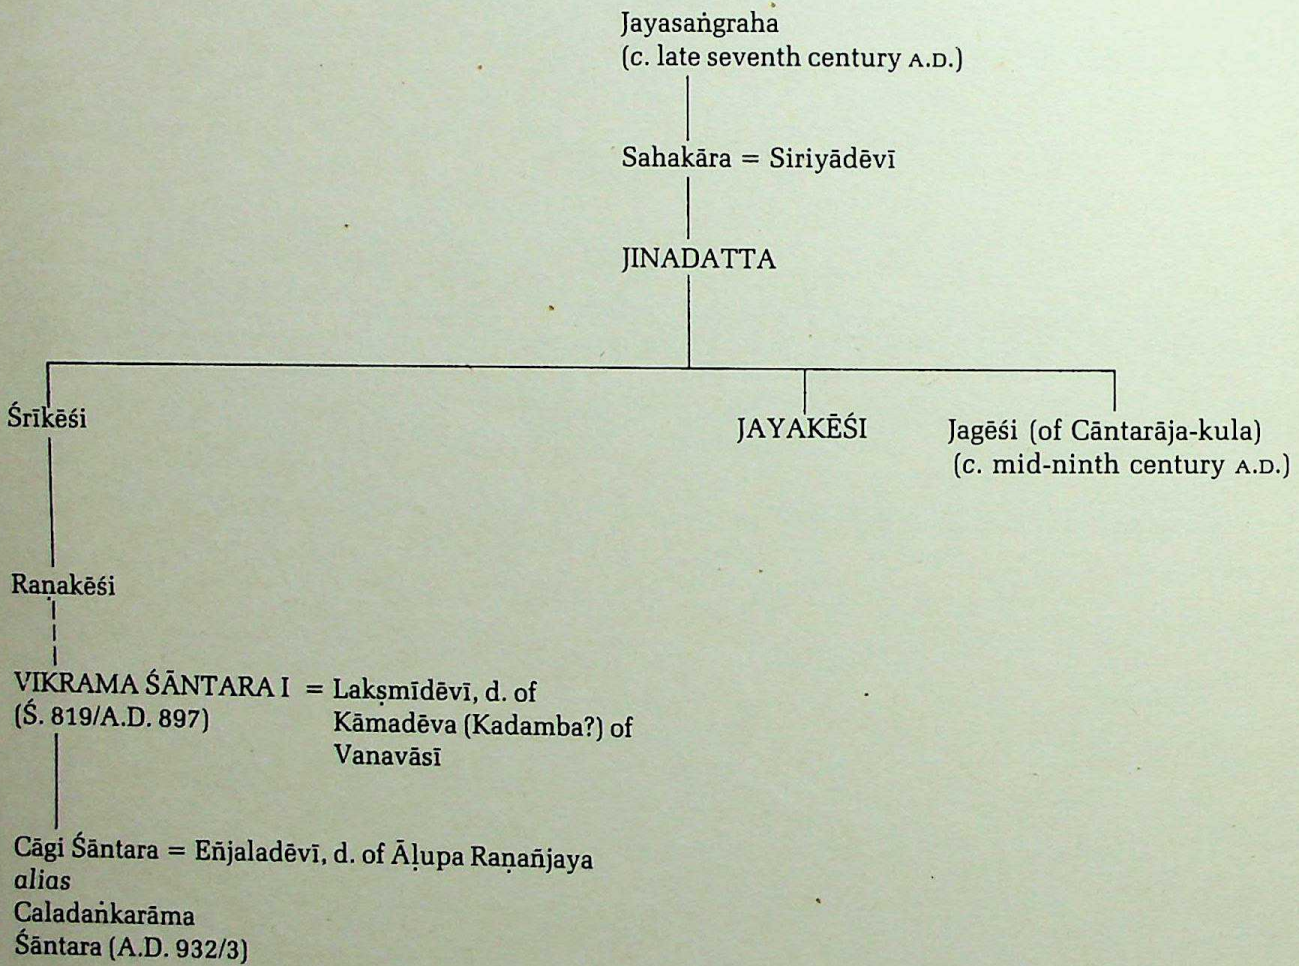 Jayasaṅgraha
(c. late seventh century A.D.)
Sahakāra = Siriyādēvī
JINADATTA
Śrīkēśi
JAYAKĒŚI
Jagēśi (of Cāntarāja-kula)
(c. mid-ninth century A.D.)
Raṇakēśi
VIKRAMA ŚĀNTARA I = Lakṣmīdēvī, d. of
(Ś. 819/A.D. 897)
Kāmadēva (Kadamba?) of
Vanavāsī
Cāgi Śāntara = Eñjaladēvī, d. of Āḷupa Raṇañjaya
alias
Caladaṅkarāma
Śāntara (A.D. 932/3)